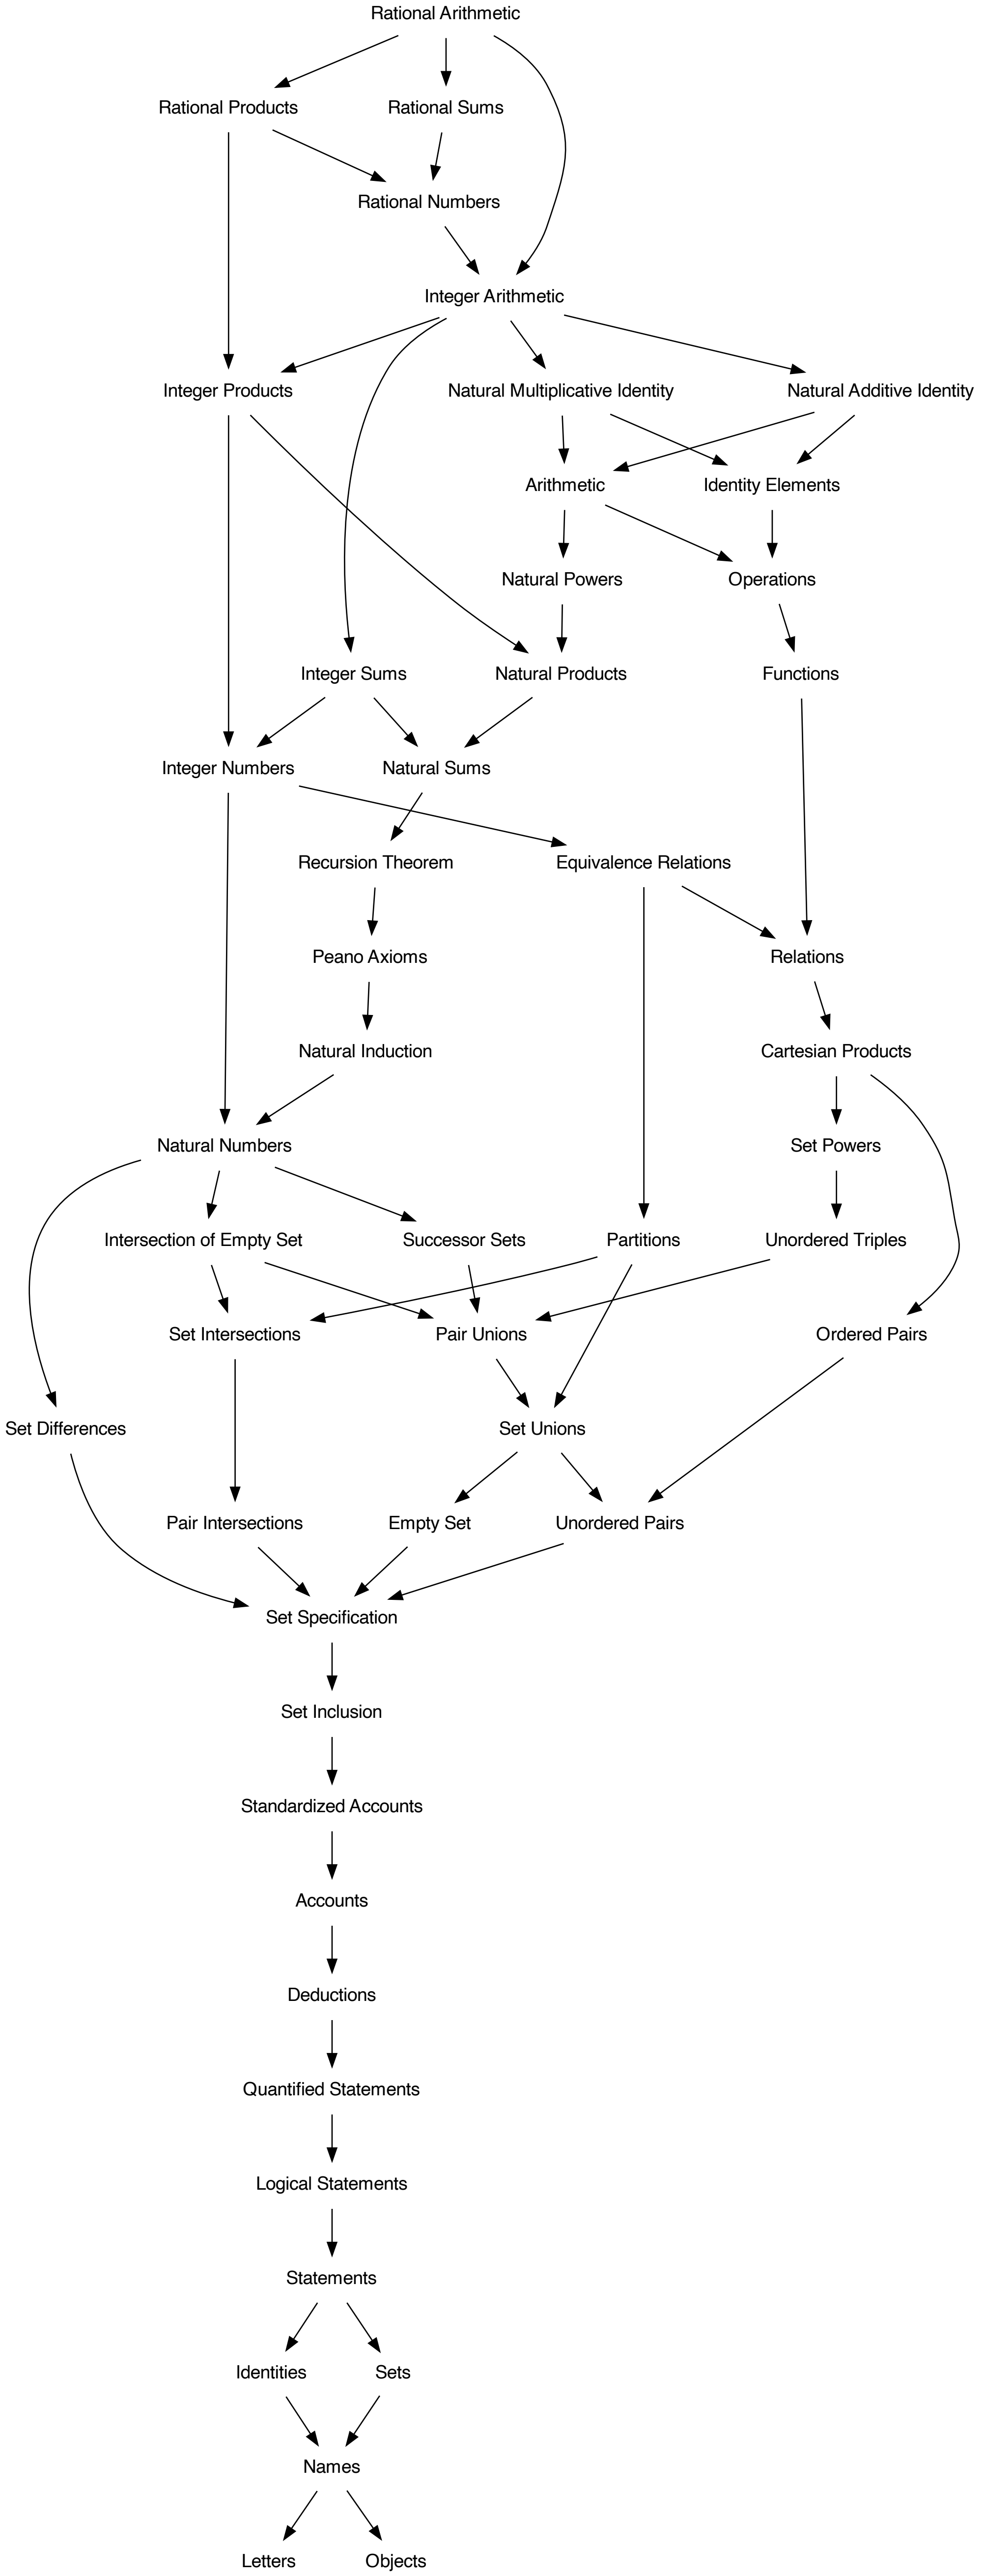 Rational Arithmetic
Rational Products
Rational Sums
Rational Numbers
Integer Arithmetic
Integer Products
Natural Multiplicative Identity
Natural Additive Identity
Arithmetic
Identity Elements
Natural Powers
Operations
Integer Sums
Natural Products
Functions
Integer Numbers
Natural Sums
Recursion Theorem
Equivalence Relations
Peano Axioms
Relations
Natural Induction
Cartesian Products
Natural Numbers
Set Powers
Intersection of Empty Set
Successor Sets
Partitions
Unordered Triples
Set Intersections
Pair Unions
Ordered Pairs
Set Differences
Set Unions
Pair Intersections
Empty Set
Unordered Pairs
Set Specification
Set Inclusion
Standardized Accounts
Accounts
Deductions
Quantified Statements
Logical Statements
Statements
Identities
Sets
Names
Letters
Objects